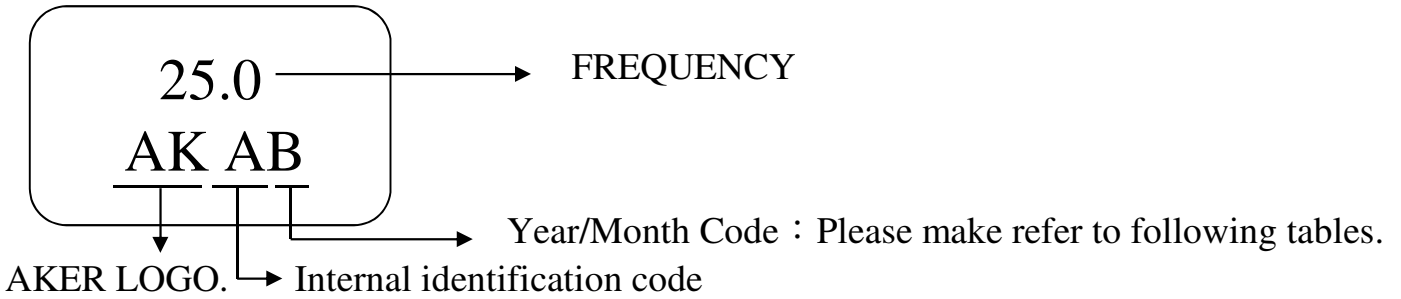 25.0 FREQUENCY
AK AB
Year/Month Code：Please make refer to following tables.
AKER LOGO. Internal identification code